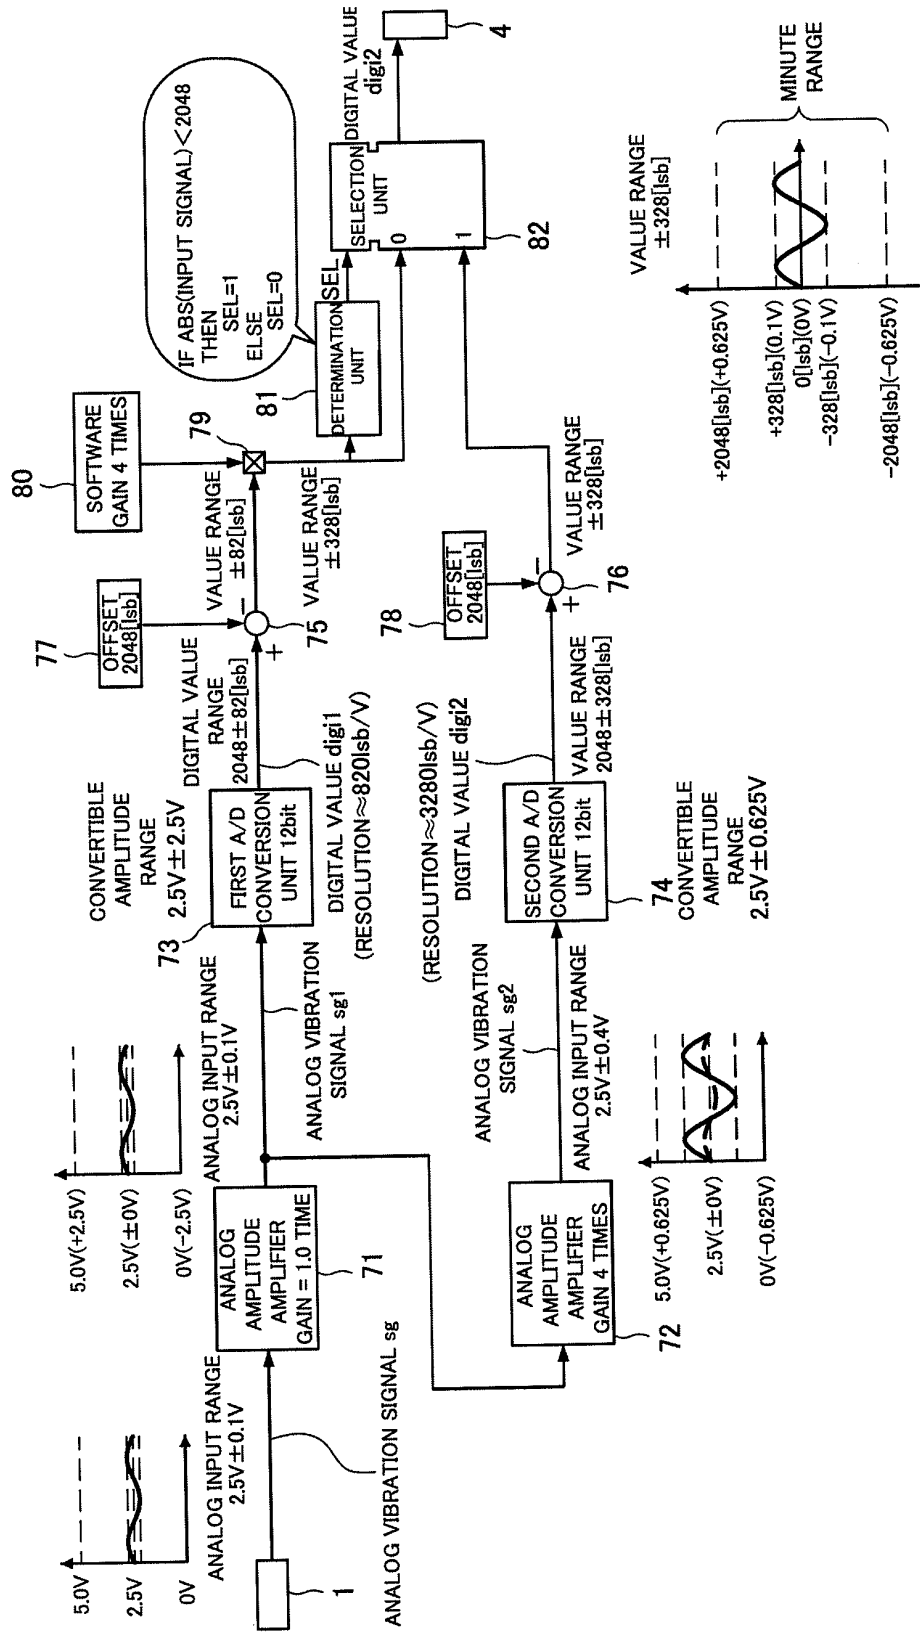 5.0V
2.5V
0V
ANALOG INPUT RANGE
2.5V±0.1V
1
ANALOG VIBRATION SIGNAL sg
5.0V(+2.5V)
2.5V(±0V)
0V(−2.5V)
ANALOG
AMPLITUDE
AMPLIFIER
GAIN = 1.0 TIME
71
ANALOG INPUT RANGE
2.5V±0.1V
ANALOG VIBRATION
SIGNAL sg1
CONVERTIBLE
AMPLITUDE
RANGE
2.5V±2.5V
73
FIRST A/D
CONVERSION
UNIT 12bit
DIGITAL VALUE
RANGE
2048±82[lsb]
DIGITAL VALUE digi1
(RESOLUTION≈820lsb/V)
77
OFFSET
2048[lsb]
−
+
75
VALUE RANGE
±82[lsb]
VALUE RANGE
±328[lsb]
80
SOFTWARE
GAIN 4 TIMES
79
IF ABS(INPUT SIGNAL)<2048
THEN
SEL=1
ELSE
SEL=0
81
DETERMINATION
UNIT
SEL
SELECTION
UNIT
0
1
82
DIGITAL VALUE
digi2
4
5.0V(+0.625V)
2.5V(±0V)
0V(−0.625V)
ANALOG
AMPLITUDE
AMPLIFIER
GAIN 4 TIMES
72
ANALOG VIBRATION
SIGNAL sg2
ANALOG INPUT RANGE
2.5V±0.4V
SECOND A/D
CONVERSION
UNIT 12bit
74
CONVERTIBLE
AMPLITUDE
RANGE
2.5V±0.625V
(RESOLUTION≈3280lsb/V)
DIGITAL VALUE digi2
VALUE RANGE
2048±328[lsb]
78
OFFSET
2048[lsb]
−
+
76
VALUE RANGE
±328[lsb]
VALUE RANGE
±328[lsb]
+2048[lsb](+0.625V)
+328[lsb](0.1V)
0[lsb](0V)
−328[lsb](−0.1V)
−2048[lsb](−0.625V)
MINUTE
RANGE